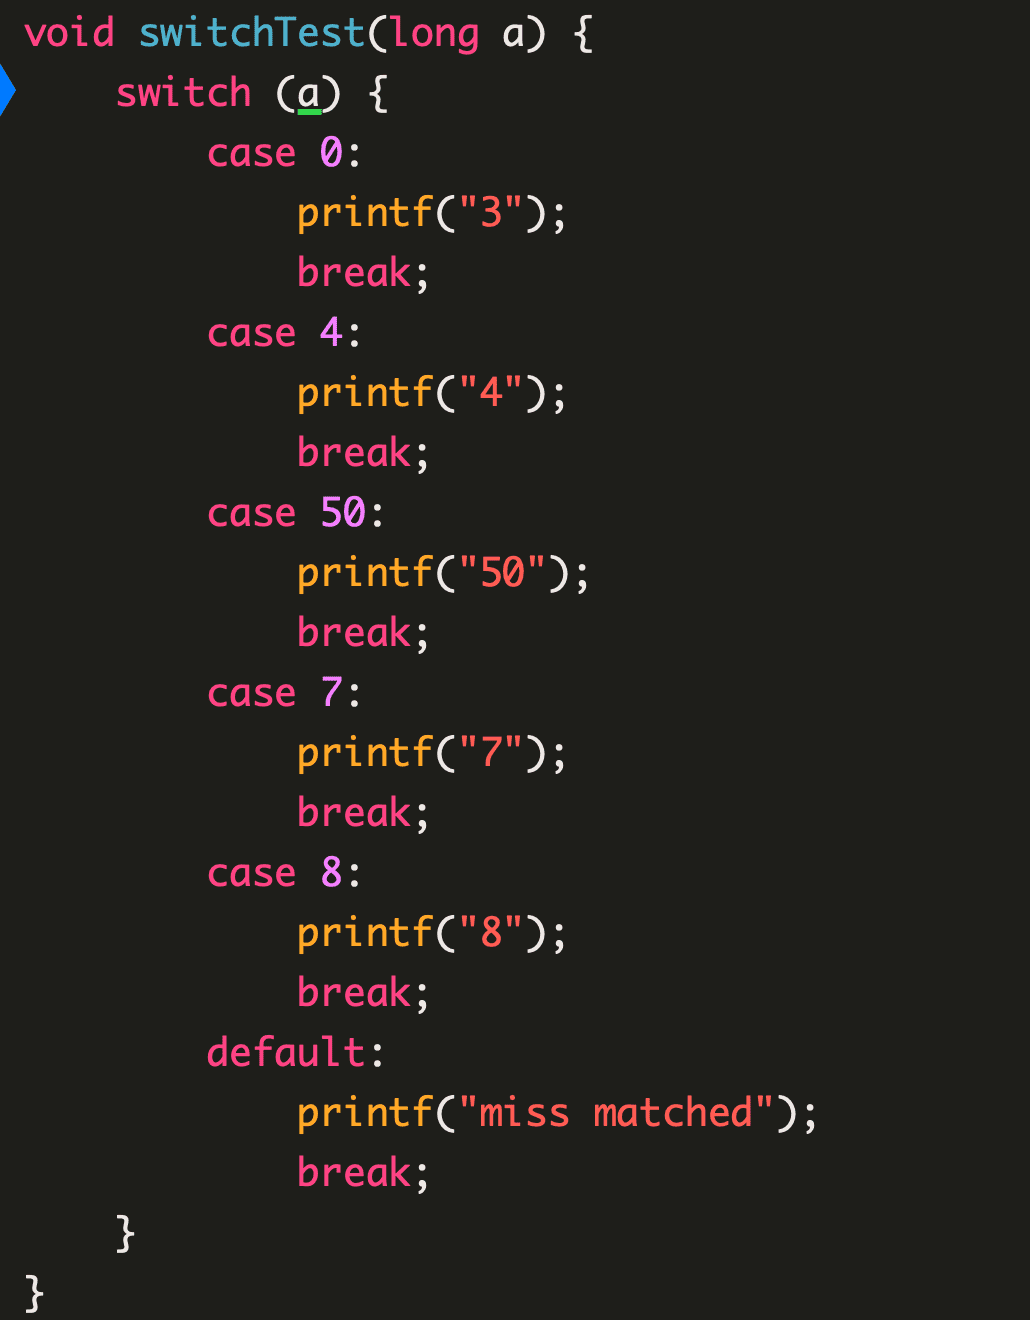 void switchTest(long a) {
    switch (a) {
        case 0:
            printf("3");
            break;
        case 4:
            printf("4");
            break;
        case 50:
            printf("50");
            break;
        case 7:
            printf("7");
            break;
        case 8:
            printf("8");
            break;
        default:
            printf("miss matched");
            break;
    }
}